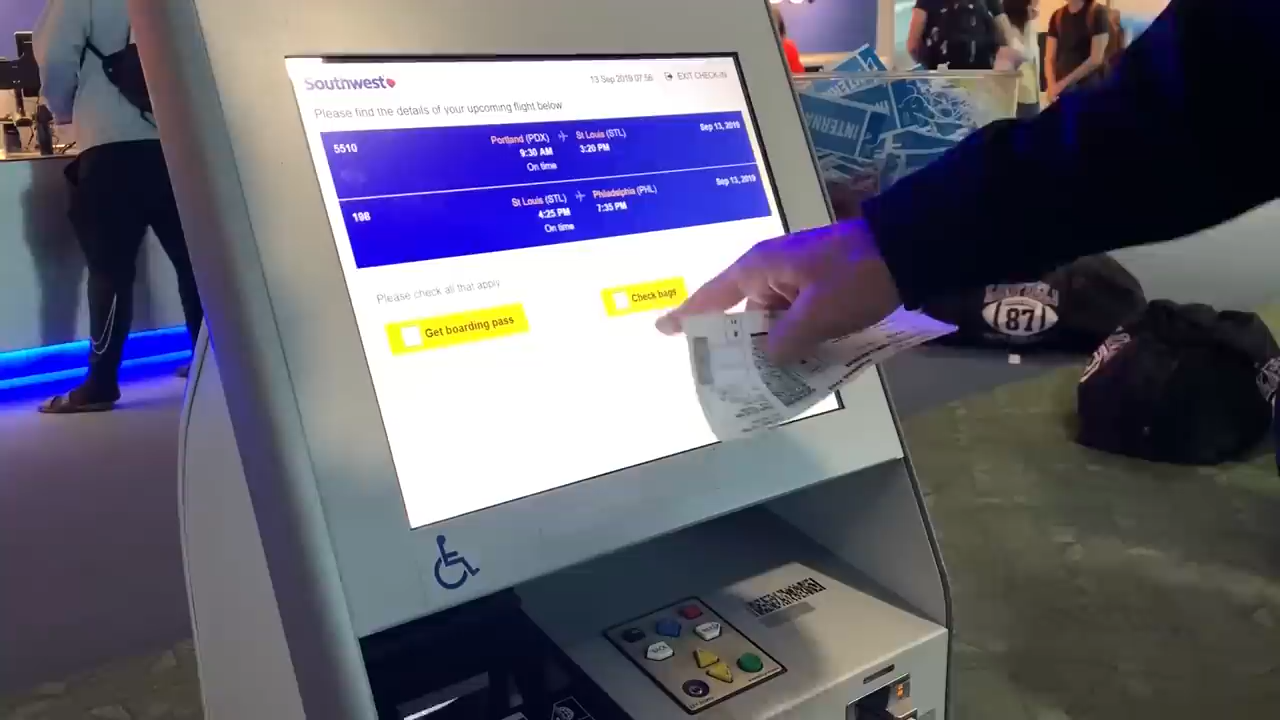 Southwest
13 Sep 2019 07:56 EXIT CHECK-IN
Please find the details of your upcoming flight below
5510 Portland (PDX) St Louis (STL) Sep 13, 2019
9:30 AM 3:20 PM
On time
198 St Louis (STL) Philadelphia (PHL) Sep 13, 2019
4:25 PM 7:35 PM
On time
Please check all that apply
Get boarding pass
Check bags
87
BACK